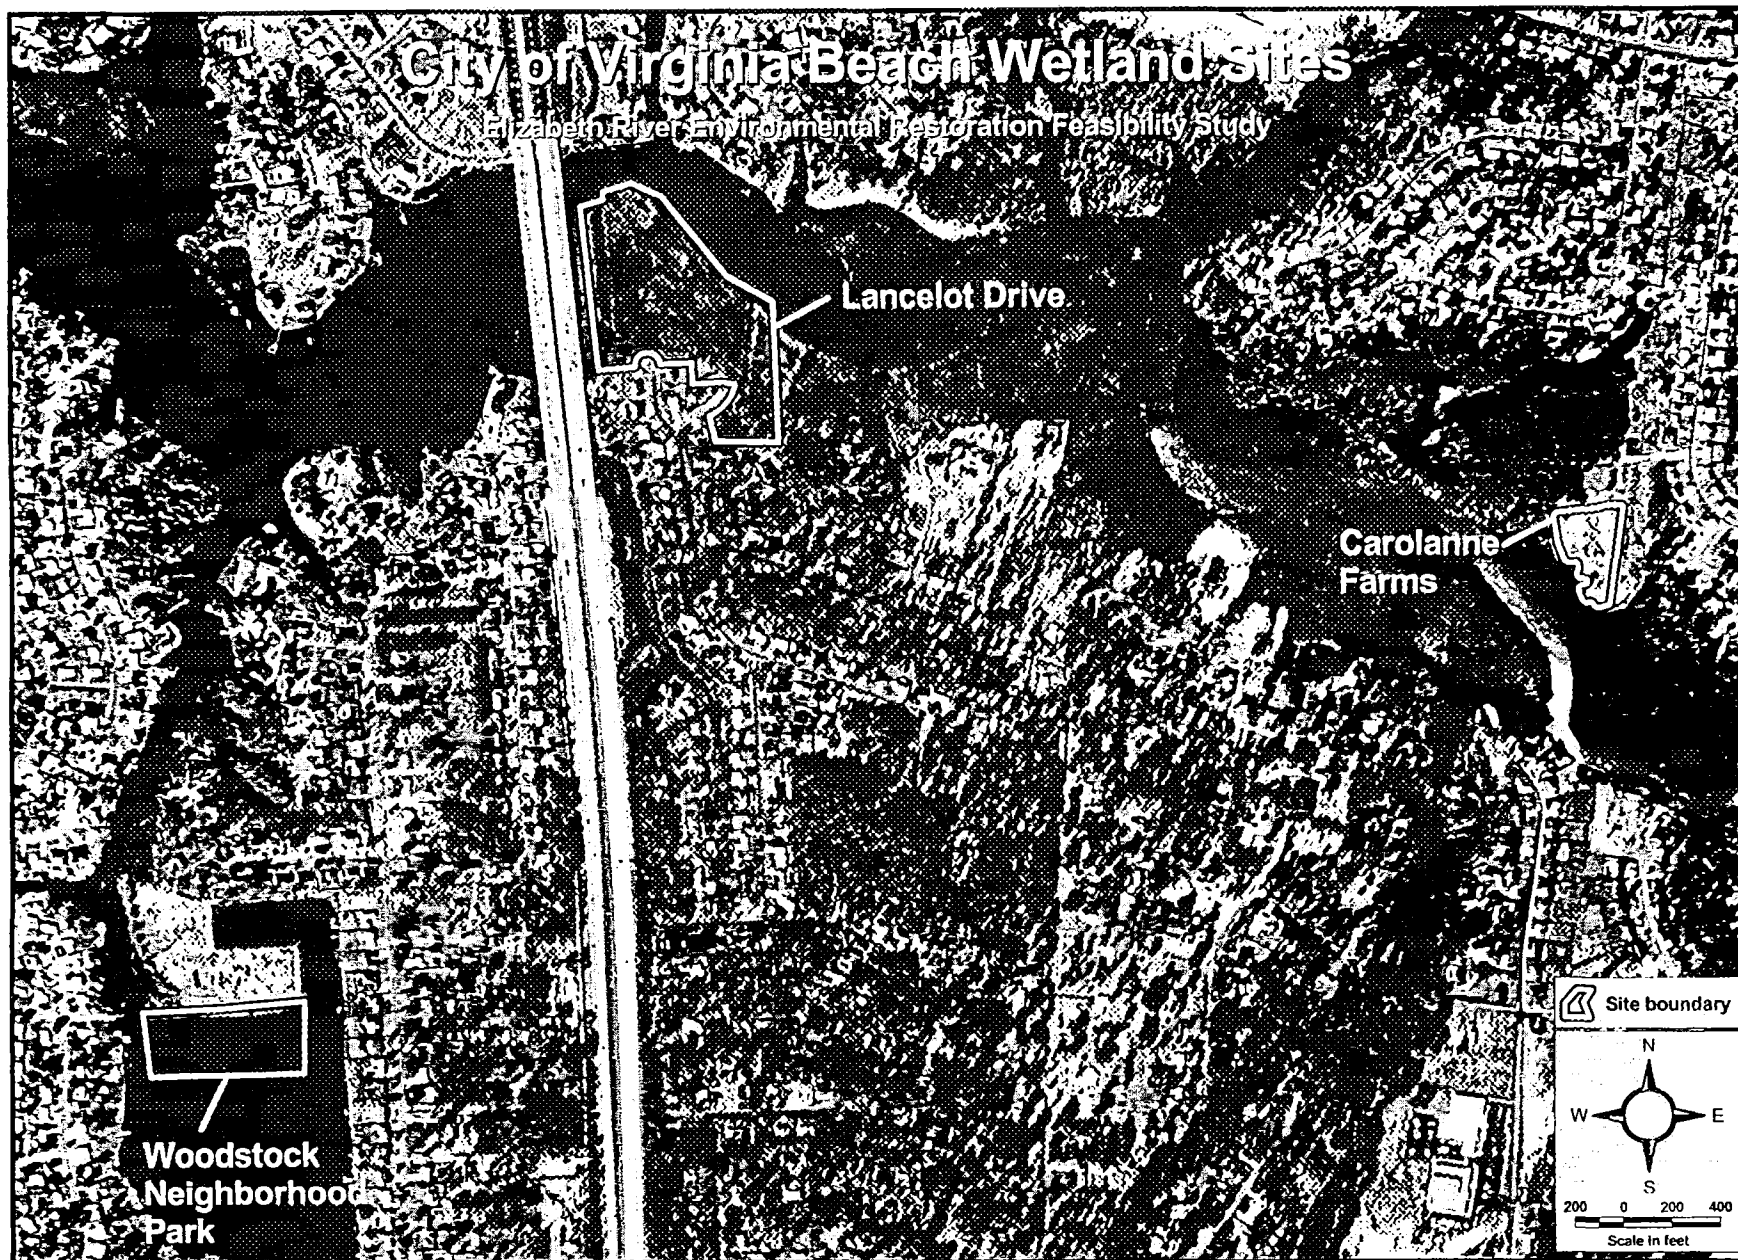 City of Virginia Beach Wetland Sites
Elizabeth River Environmental Restoration Feasibility Study
Lancelot Drive
Carolanne
Farms
Woodstock
Neighborhood
Park
Site boundary
N
W E
S
200 0 200 400
Scale in feet